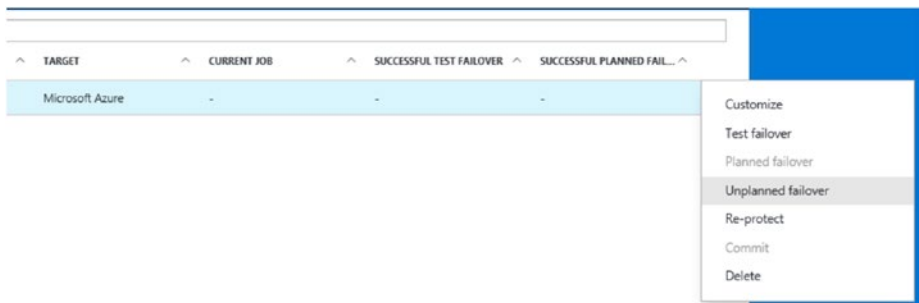 TARGET CURRENT JOB SUCCESSFUL TEST FAILOVER SUCCESSFUL PLANNED FAIL...
Microsoft Azure - - -
Customize
Test failover
Planned failover
Unplanned failover
Re-protect
Commit
Delete